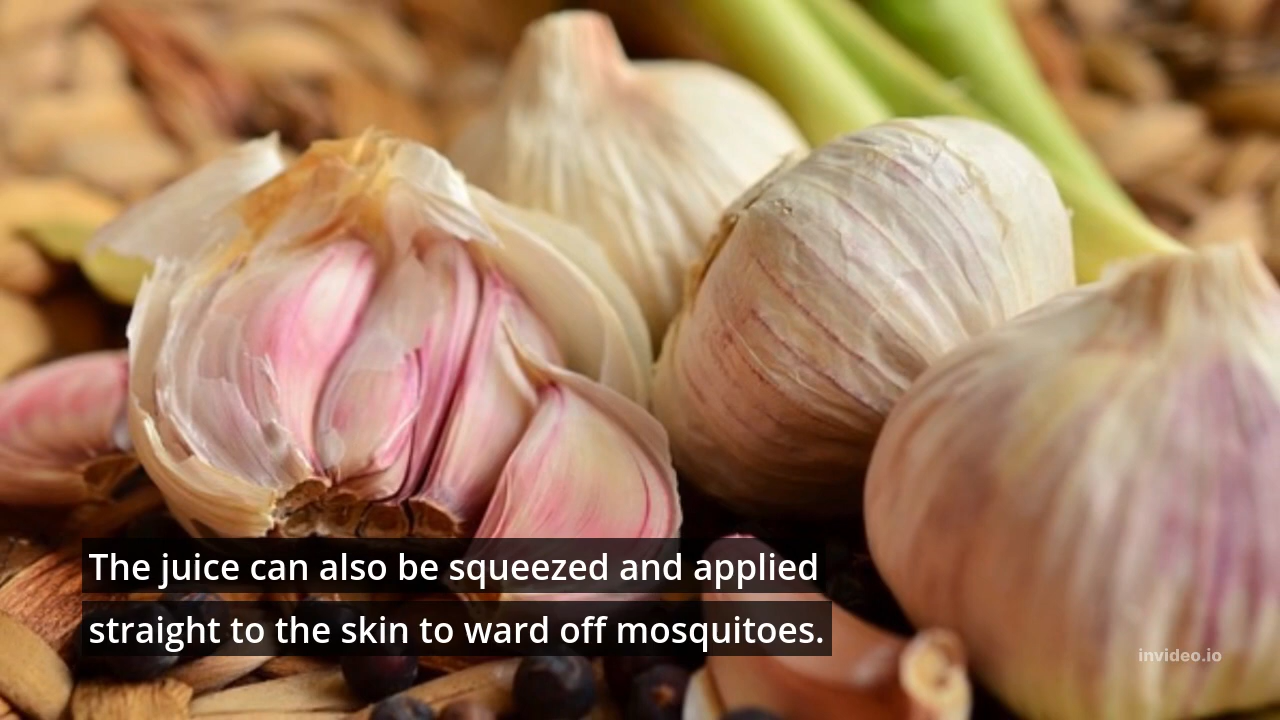 The juice can also be squeezed and applied
straight to the skin to ward off mosquitoes.
invideo.io